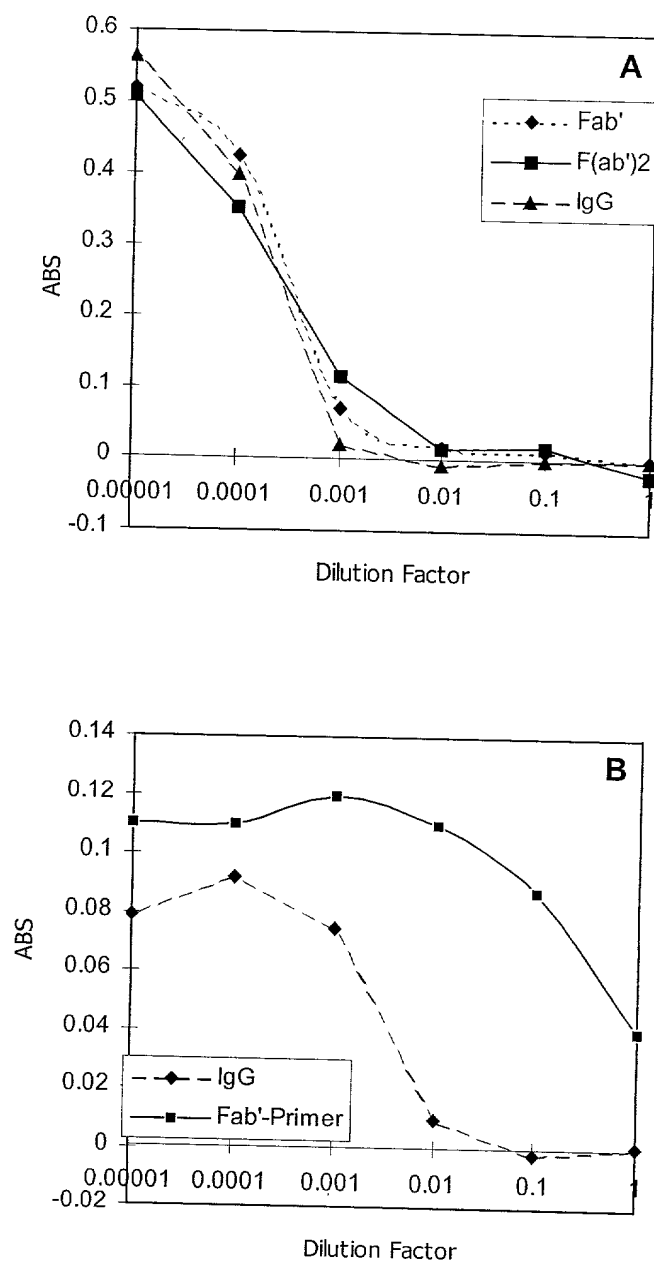 0.6
A
0.5
Fab'
0.4
F(ab')2
IgG
0.3
ABS
0.2
0.1
0
0.00001 0.0001 0.001 0.01 0.1 1
-0.1
Dilution Factor
0.14
B
0.12
0.1
0.08
ABS
0.06
0.04
IgG
0.02
Fab'-Primer
0
0.00001 0.0001 0.001 0.01 0.1 1
-0.02
Dilution Factor